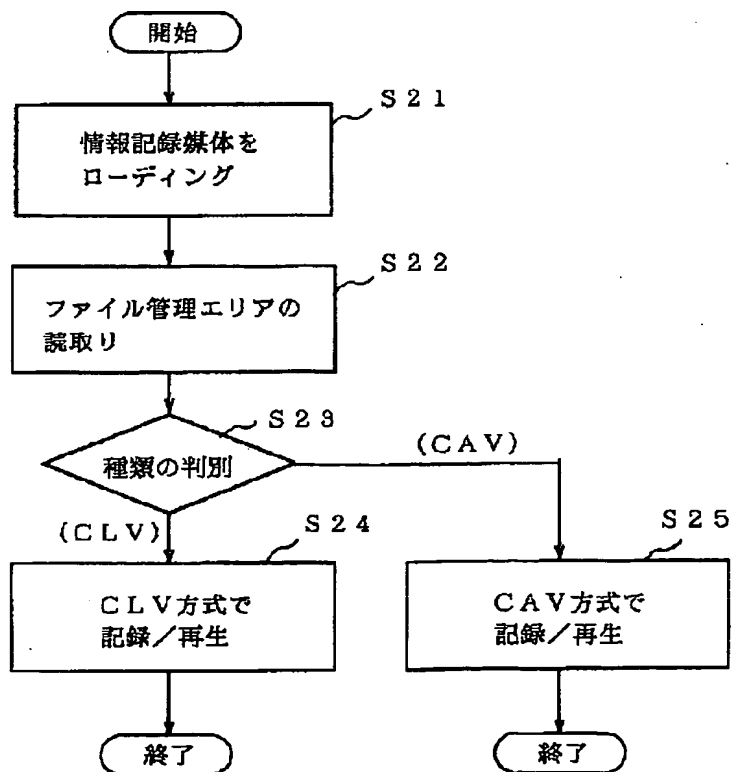 開始
S21
情報記録媒体を
ローディング
S22
ファイル管理エリアの
読取り
S23
種類の判別
(CAV)
(CLV)
S24
S25
CLV方式で
記録/再生
CAV方式で
記録/再生
終了
終了